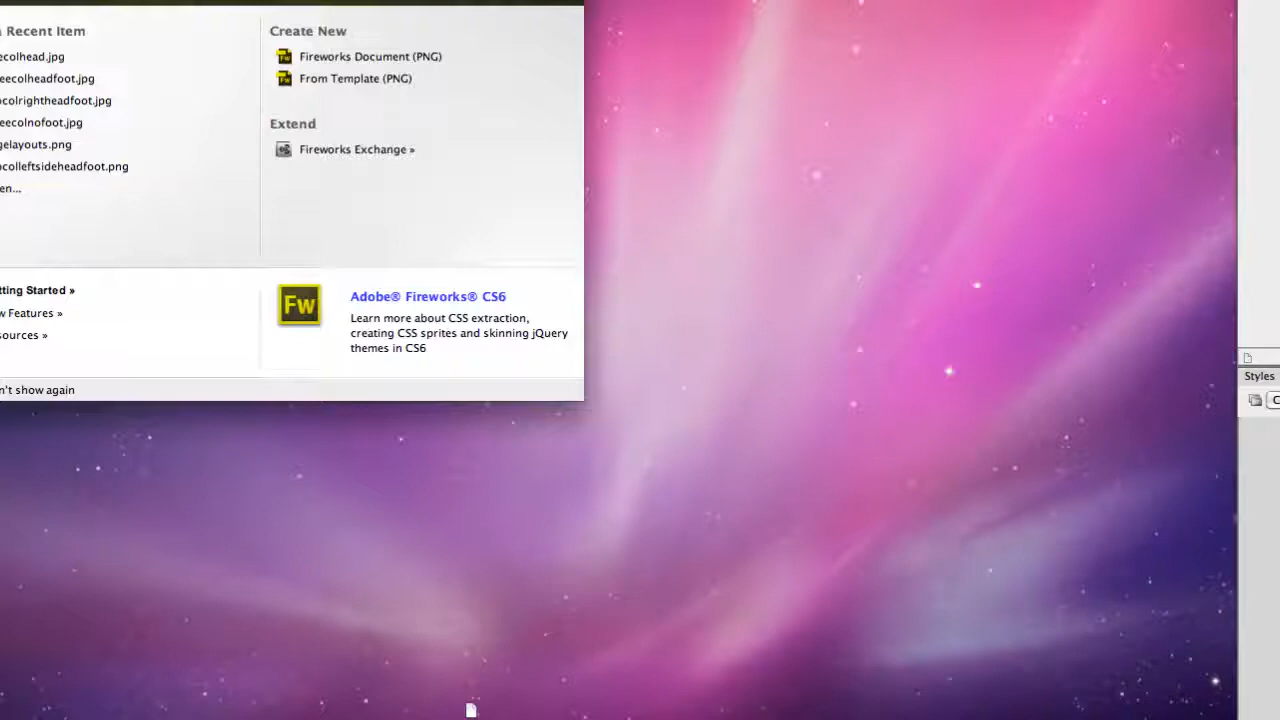 Recent Item
ecolhead.jpg
eecolheadfoot.jpg
ocolrightheadfoot.jpg
eecolnofoot.jpg
gelayouts.png
ocolleftsideheadfoot.png
en...
Create New
Fireworks Document (PNG)
From Template (PNG)
Extend
Fireworks Exchange »
tting Started »
w Features »
sources »
Fw
Adobe® Fireworks® CS6
Learn more about CSS extraction,
creating CSS sprites and skinning jQuery
themes in CS6
n't show again
Styles
C